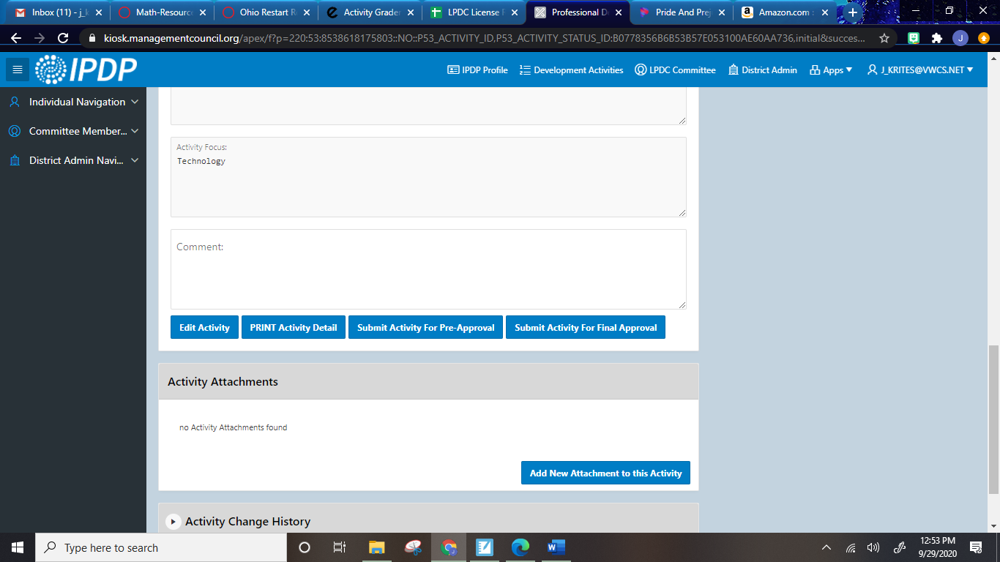 Inbox (11) - j_k
Math-Resourc
Ohio Restart R
Activity Grade
LPDC License F
Professional D
Pride And Prej
Amazon.com :
kiosk.managementcouncil.org/apex/f?p=220:53:8538618175803::NO::P53_ACTIVITY_ID,P53_ACTIVITY_STATUS_ID:B0778356B6B53B57E053100AE60AA736,initial&succes...
J
IPDP
IPDP Profile
Development Activities
LPDC Committee
District Admin
Apps
J_KRITES@VWCS.NET
Individual Navigation
Committee Member...
District Admin Navi...
Activity Focus:
Technology
Comment:
Edit Activity
PRINT Activity Detail
Submit Activity For Pre-Approval
Submit Activity For Final Approval
Activity Attachments
no Activity Attachments found
Add New Attachment to this Activity
Activity Change History
Type here to search
12:53 PM
9/29/2020